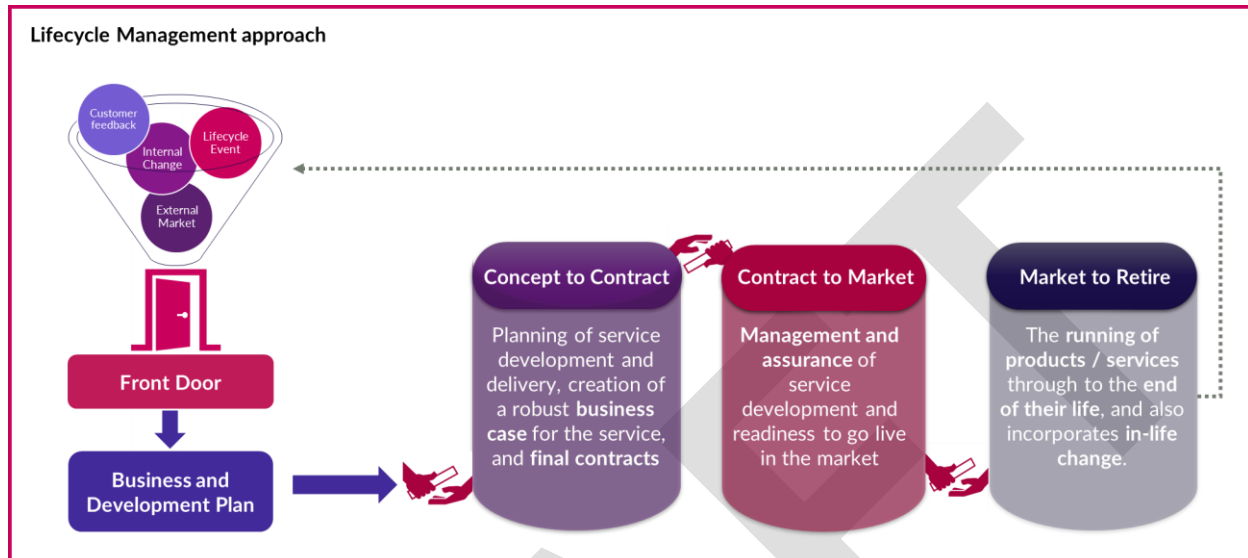 Lifecycle Management approach
Customer
feedback
Lifecycle
Event
Internal
Change
External
Market
Front Door
Business and
Development Plan
Concept to Contract
Planning of service
development and
delivery, creation of
a robust business
case for the service,
and final contracts
Contract to Market
Management and
assurance of
service
development and
readiness to go live
in the market
Market to Retire
The running of
products / services
through to the end
of their life, and also
incorporates in-life
change.